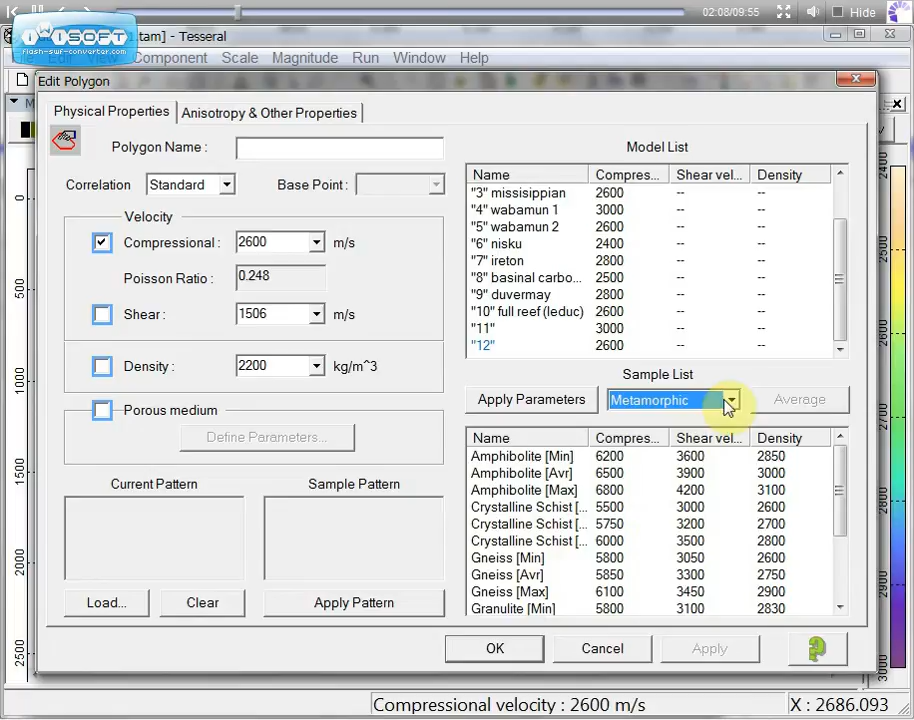 02:08/09:55 Hide
iWiSOFT
flash-swf-converter.com
1.tam] - Tesseral
File Edit View Component Scale Magnitude Run Window Help
Edit Polygon
Physical Properties Anisotropy & Other Properties
Polygon Name :
Correlation Standard Base Point :
Velocity
Compressional : 2600 m/s
Poisson Ratio : 0.248
Shear : 1506 m/s
Density : 2200 kg/m^3
Porous medium
Define Parameters...
Current Pattern Sample Pattern
Load... Clear Apply Pattern
Model List
Name Compres... Shear vel... Density
"3" missisippian 2600 -- --
"4" wabamun 1 3000 -- --
"5" wabamun 2 2600 -- --
"6" nisku 2400 -- --
"7" ireton 2800 -- --
"8" basinal carbo... 2500 -- --
"9" duvermay 2800 -- --
"10" full reef (leduc) 2600 -- --
"11" 3000 -- --
"12" 2600 -- --
Sample List
Apply Parameters Metamorphic Average
Name Compres... Shear vel... Density
Amphibolite [Min] 6200 3600 2850
Amphibolite [Avr] 6500 3900 3000
Amphibolite [Max] 6800 4200 3100
Crystalline Schist [... 5500 3000 2600
Crystalline Schist [... 5750 3200 2700
Crystalline Schist [... 6000 3500 2800
Gneiss [Min] 5800 3050 2600
Gneiss [Avr] 5850 3300 2750
Gneiss [Max] 6100 3450 2900
Granulite [Min] 5800 3100 2830
OK Cancel Apply
0
500
1000
1500
2000
2500
2400
2500
2600
2700
2800
2900
3000
Compressional velocity : 2600 m/s X : 2686.093